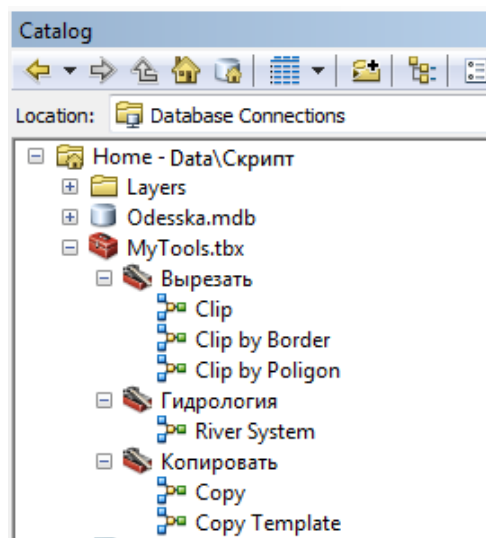 Catalog
Location: Database Connections
Home - Data\Скрипт
Layers
Odesska.mdb
MyTools.tbx
Вырезать
Clip
Clip by Border
Clip by Poligon
Гидрология
River System
Копировать
Copy
Copy Template